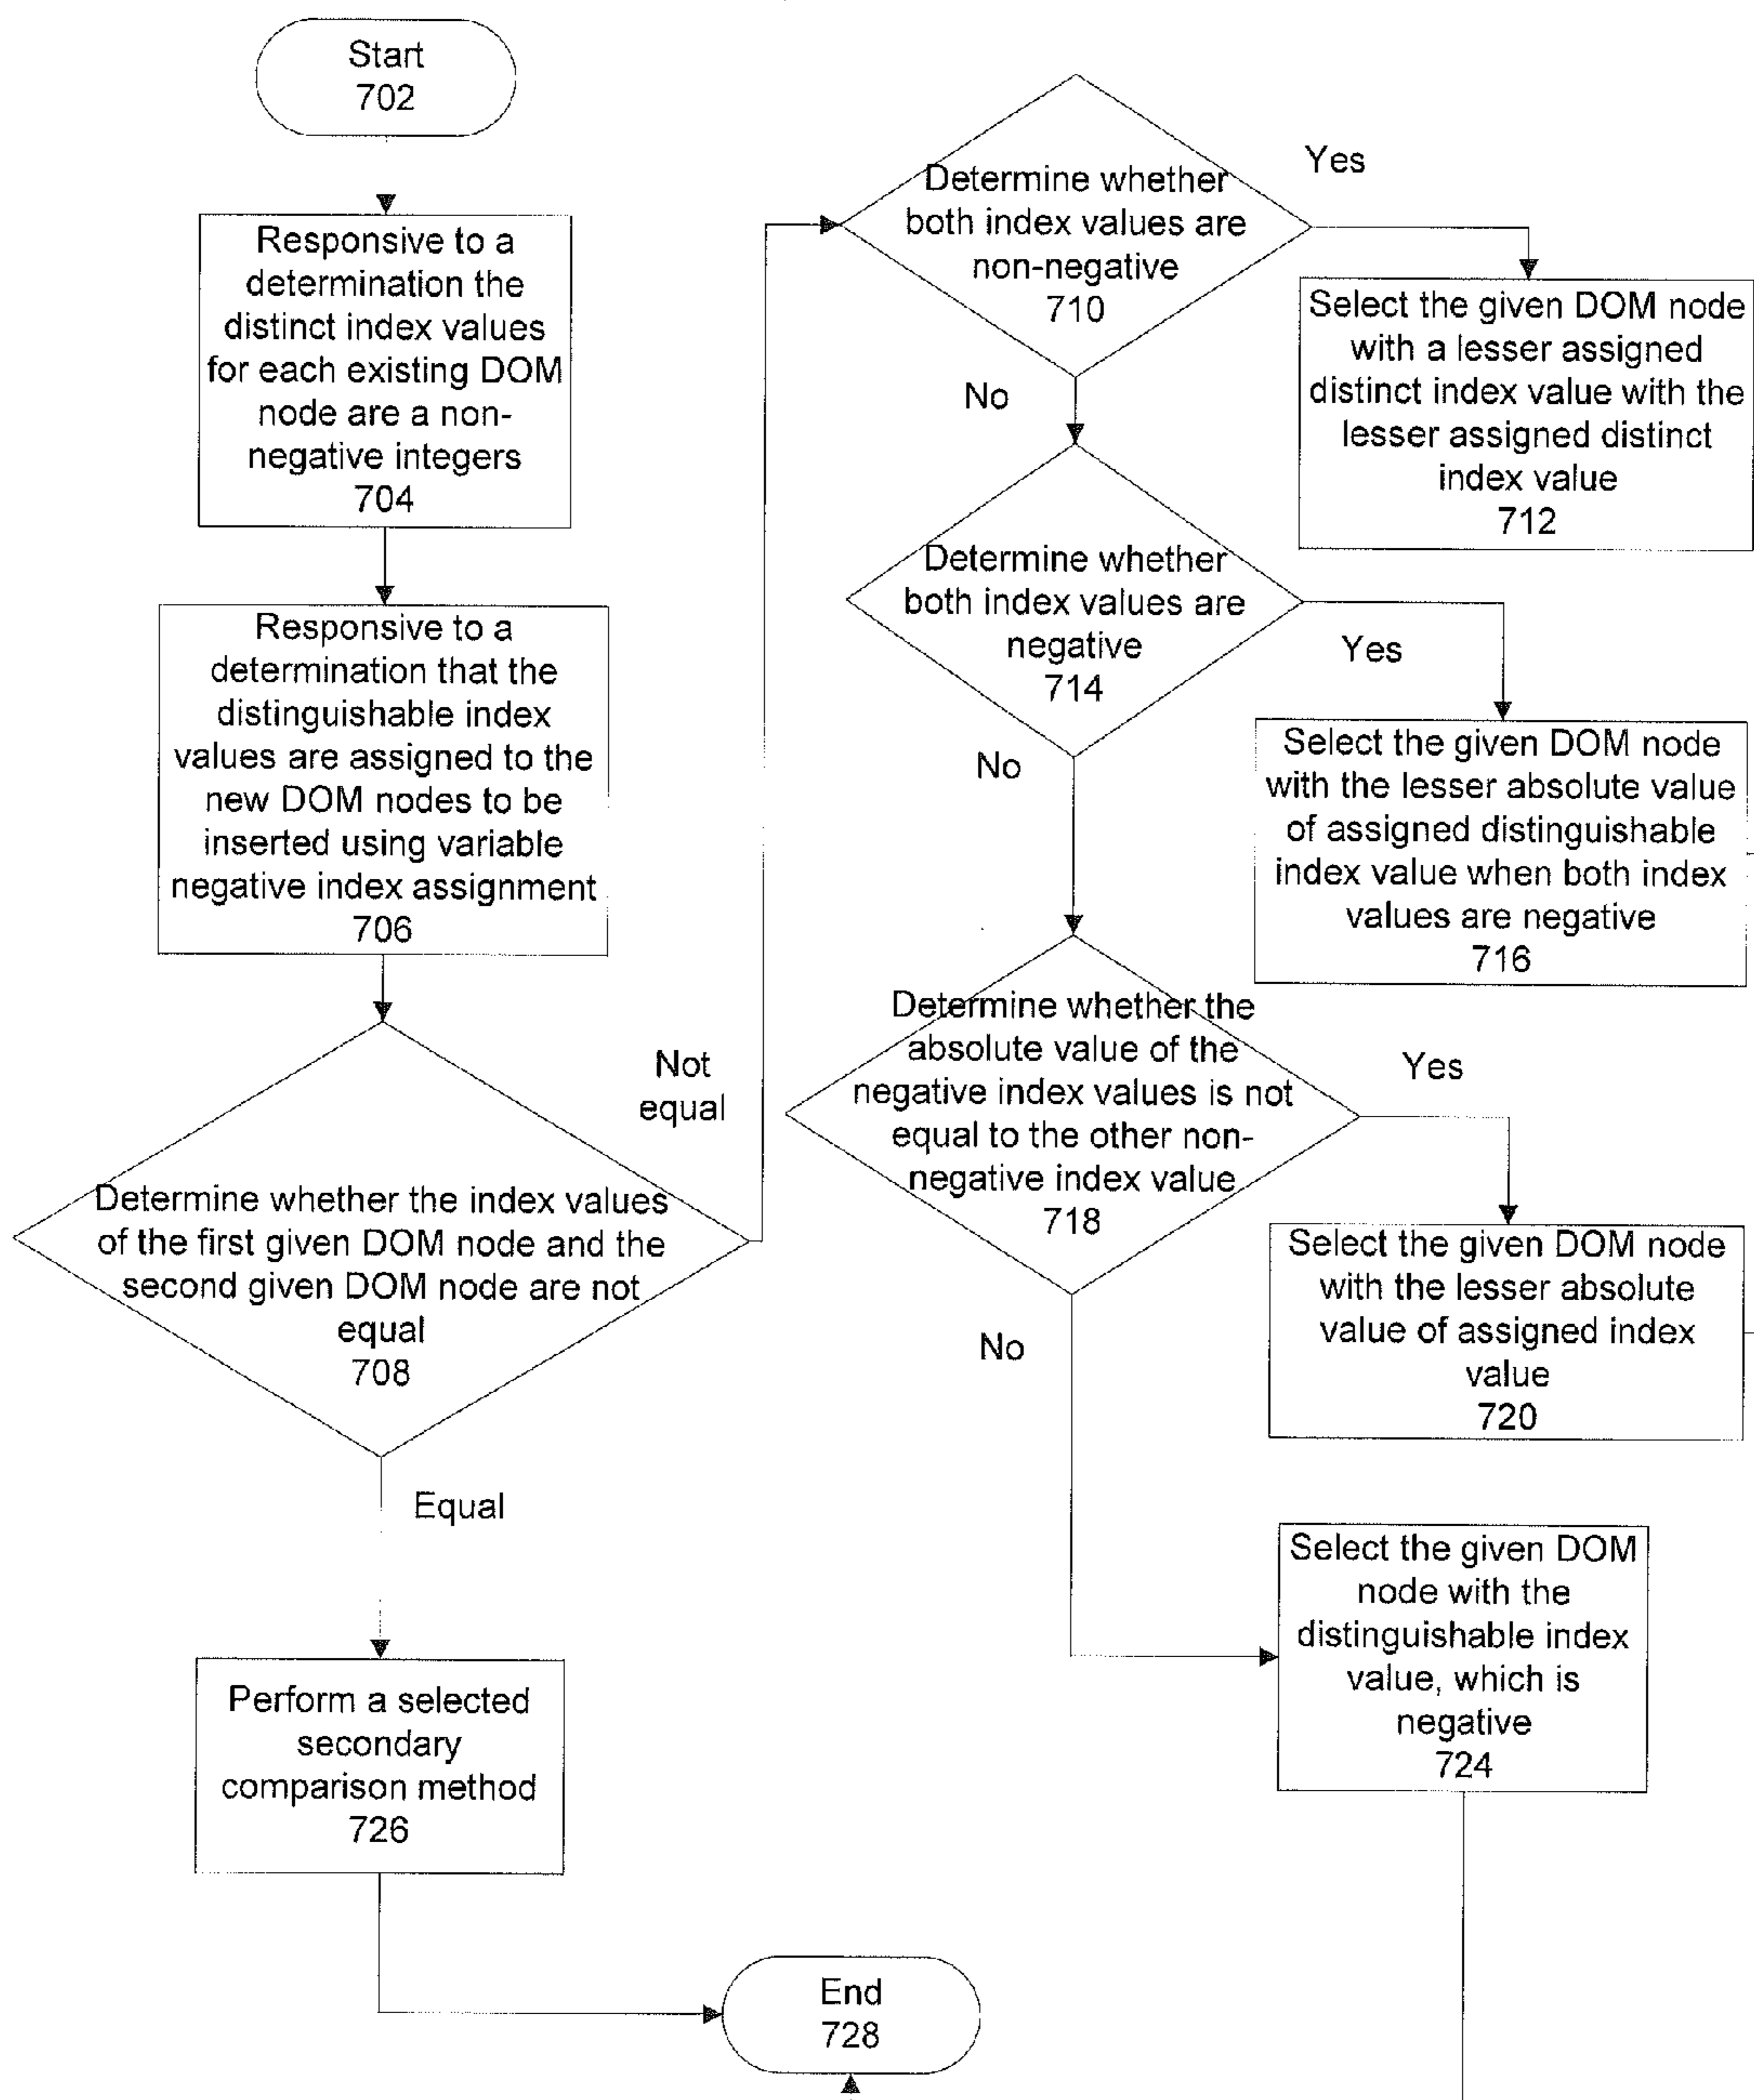 Start
702
Responsive to a
determination the
distinct index values
for each existing DOM
node are a non-
negative integers
704
Responsive to a
determination that the
distinguishable index
values are assigned to the
new DOM nodes to be
inserted using variable
negative index assignment
706
Not
equal
Determine whether the index values
of the first given DOM node and the
second given DOM node are not
equal
708
Equal
Perform a selected
secondary
comparison method
726
End
728
Determine whether
both index values are
non-negative
710
Yes
No
Select the given DOM node
with a lesser assigned
distinct index value with the
lesser assigned distinct
index value
712
Determine whether
both index values are
negative
714
Yes
No
Select the given DOM node
with the lesser absolute value
of assigned distinguishable
index value when both index
values are negative
716
Determine whether the
absolute value of the
negative index values is not
equal to the other non-
negative index value
718
Yes
No
Select the given DOM node
with the lesser absolute
value of assigned index
value
720
Select the given DOM
node with the
distinguishable index
value, which is
negative
724